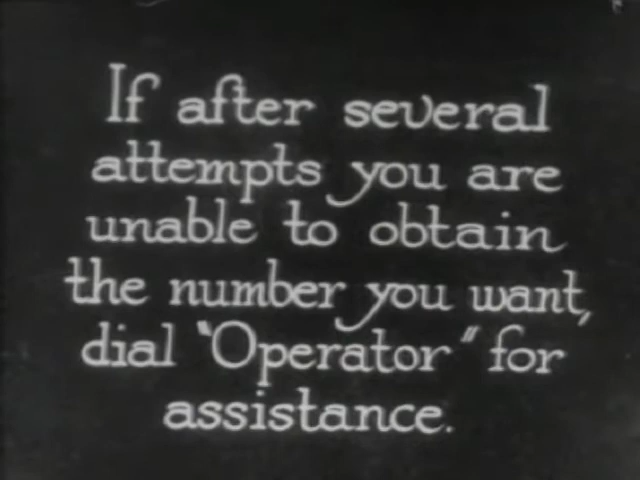 If after several
attempts you are
unable to obtain
the number you want,
dial "Operator" for
assistance.